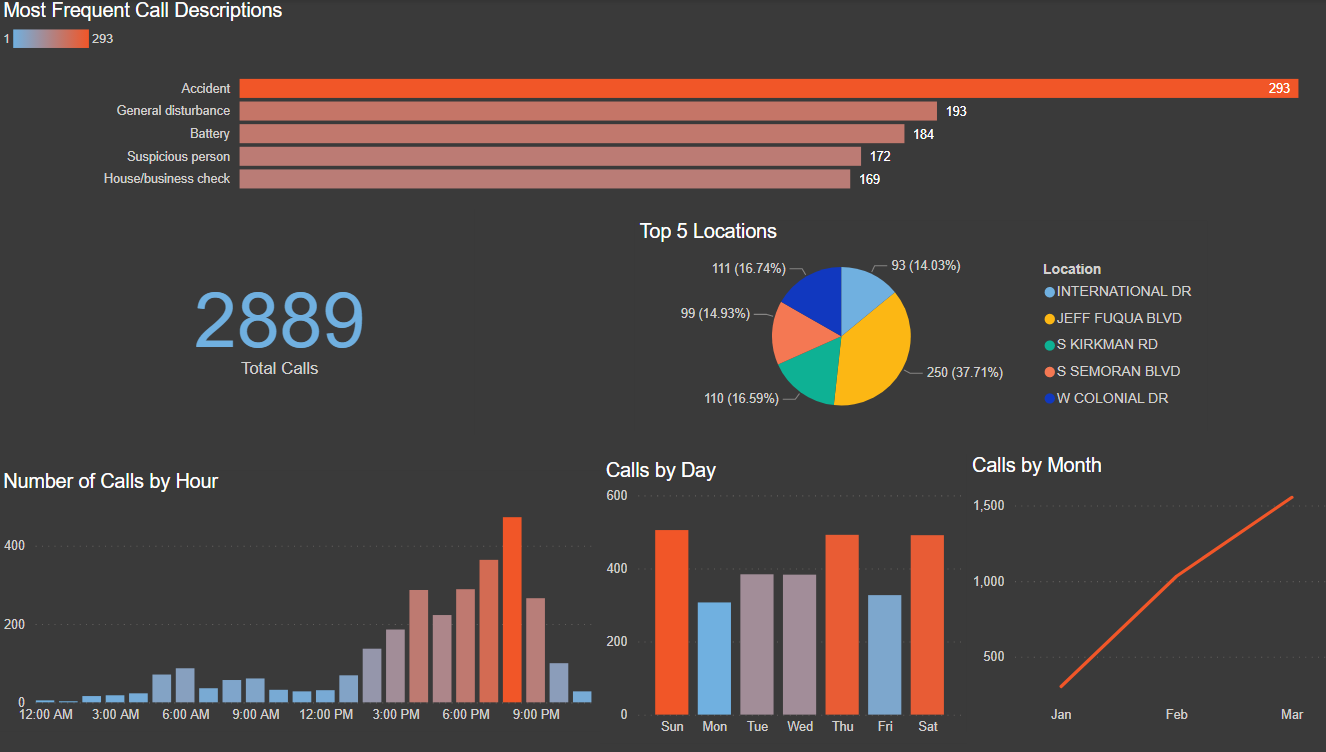 Most Frequent Call Descriptions
1 293
Accident 293
General disturbance 193
Battery 184
Suspicious person 172
House/business check 169
Top 5 Locations
111 (16.74%) 93 (14.03%)
99 (14.93%)
250 (37.71%)
110 (16.59%)
Location
INTERNATIONAL DR
JEFF FUQUA BLVD
S KIRKMAN RD
S SEMORAN BLVD
W COLONIAL DR
2889
Total Calls
Number of Calls by Hour
400
200
0
12:00 AM 3:00 AM 6:00 AM 9:00 AM 12:00 PM 3:00 PM 6:00 PM 9:00 PM
Calls by Day
600
400
200
0
Sun Mon Tue Wed Thu Fri Sat
Calls by Month
1,500
1,000
500
Jan Feb Mar